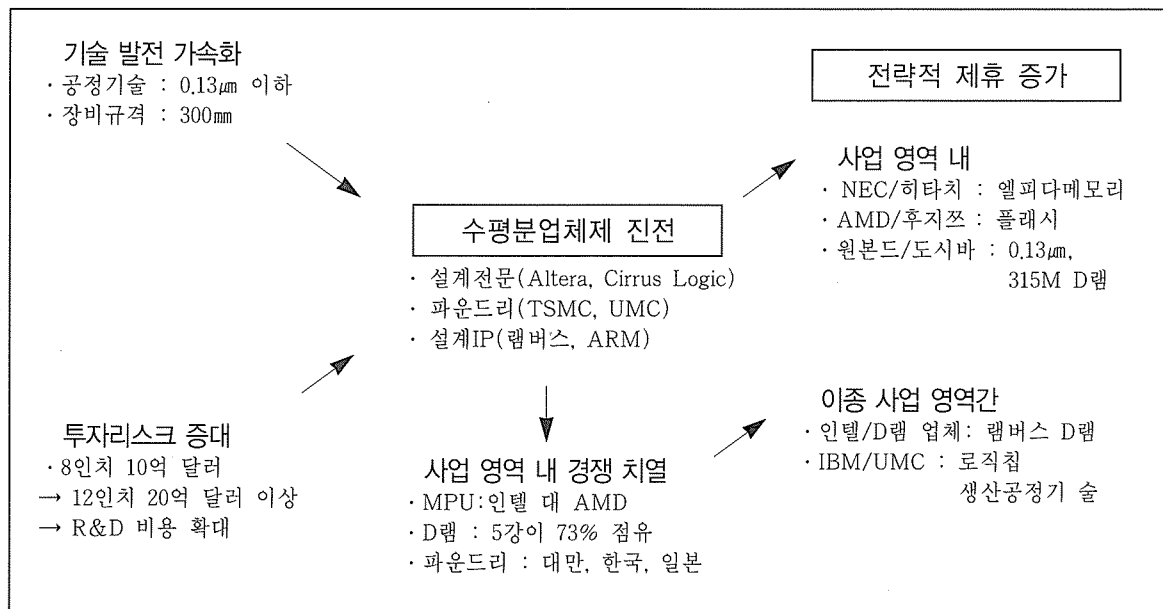 기술 발전 가속화
· 공정기술 : 0.13㎛ 이하
· 장비규격 : 300㎜
전략적 제휴 증가
사업 영역 내
· NEC/히타치 : 엘피다메모리
· AMD/후지쯔 : 플래시
· 원본드/도시바 : 0.13㎛,
315M D램
수평분업체제 진전
· 설계전문(Altera, Cirrus Logic)
· 파운드리(TSMC, UMC)
· 설계IP(램버스, ARM)
투자리스크 증대
· 8인치 10억 달러
→ 12인치 20억 달러 이상
→ R&D 비용 확대
사업 영역 내 경쟁 치열
· MPU:인텔 대 AMD
· D램 : 5강이 73% 점유
· 파운드리 : 대만, 한국, 일본
이종 사업 영역간
· 인텔/D램 업체: 램버스 D램
· IBM/UMC : 로직칩
생산공정기 술